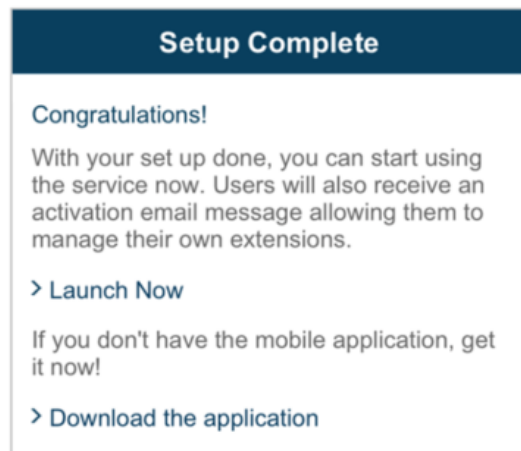 Setup Complete
Congratulations!
With your set up done, you can start using
the service now. Users will also receive an
activation email message allowing them to
manage their own extensions.
> Launch Now
If you don't have the mobile application, get
it now!
> Download the application